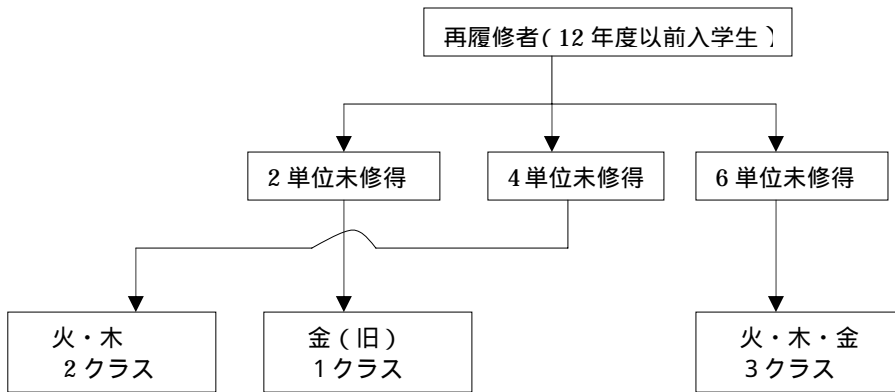 再履修者(12年度以前入学生)
2単位未修得
4単位未修得
6単位未修得
火・木
2クラス
金(旧)
1クラス
火・木・金
3クラス